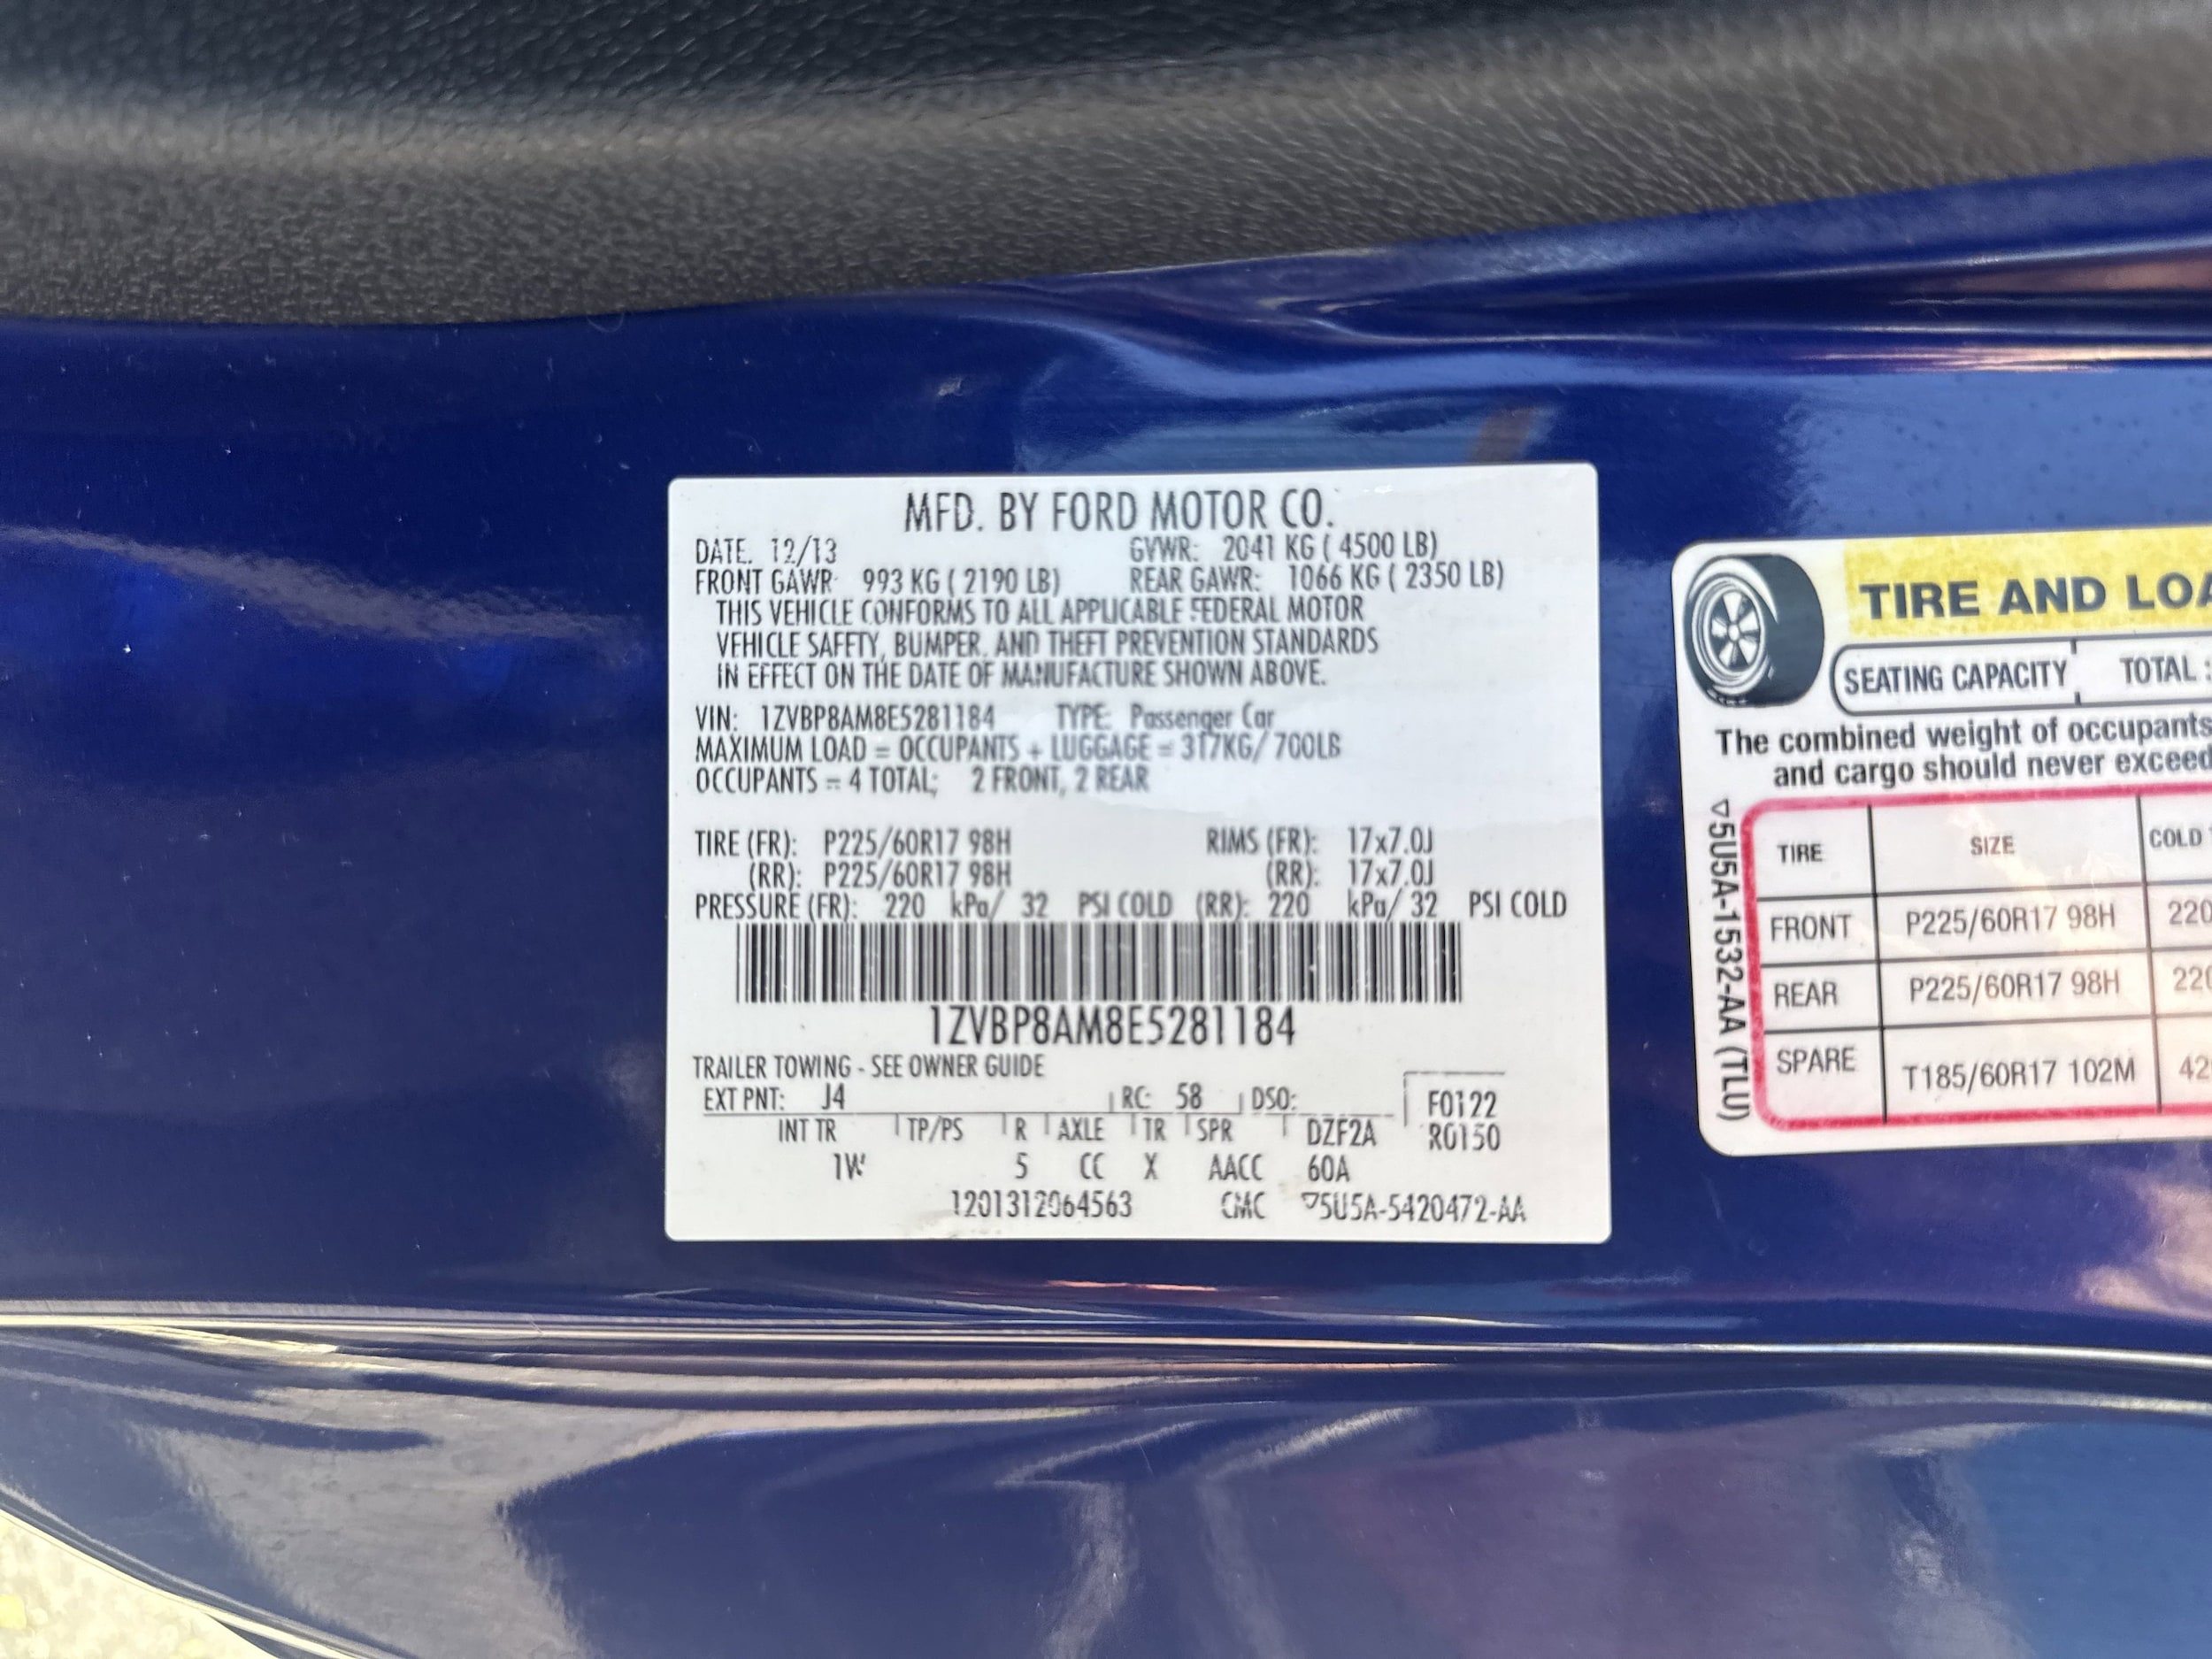 MFD. BY FORD MOTOR CO.
DATE. 12/13 GVWR: 2041 KG ( 4500 LB)
FRONT GAWR: 993 KG ( 2190 LB) REAR GAWR: 1066 KG ( 2350 LB)
THIS VEHICLE CONFORMS TO ALL APPLICABLE FEDERAL MOTOR
VEHICLE SAFETY, BUMPER, AND THEFT PREVENTION STANDARDS
IN EFFECT ON THE DATE OF MANUFACTURE SHOWN ABOVE.
VIN: 1ZVBP8AM8E5281184 TYPE: Passenger Car
MAXIMUM LOAD = OCCUPANTS + LUGGAGE = 317KG/ 700LB
OCCUPANTS = 4 TOTAL; 2 FRONT, 2 REAR
TIRE (FR): P225/60R17 98H RIMS (FR): 17x7.0J
(RR): P225/60R17 98H (RR): 17x7.0J
PRESSURE (FR): 220 kPa/ 32 PSI COLD (RR): 220 kPa/ 32 PSI COLD
1ZVBP8AM8E5281184
TRAILER TOWING - SEE OWNER GUIDE
EXT PNT: J4 RC: 58 DSO: F0122
INT TR TP/PS R AXLE TR SPR DZF2A R0150
1W 5 CC X AACC 60A
1201312064563 CMC ▽5U5A-5420472-AA
TIRE AND LOA
SEATING CAPACITY TOTAL :
The combined weight of occupants
and cargo should never exceed
▽5U5A-1532-AA (TLU)
TIRE SIZE COLD
FRONT P225/60R17 98H 220
REAR P225/60R17 98H 220
SPARE T185/60R17 102M 42